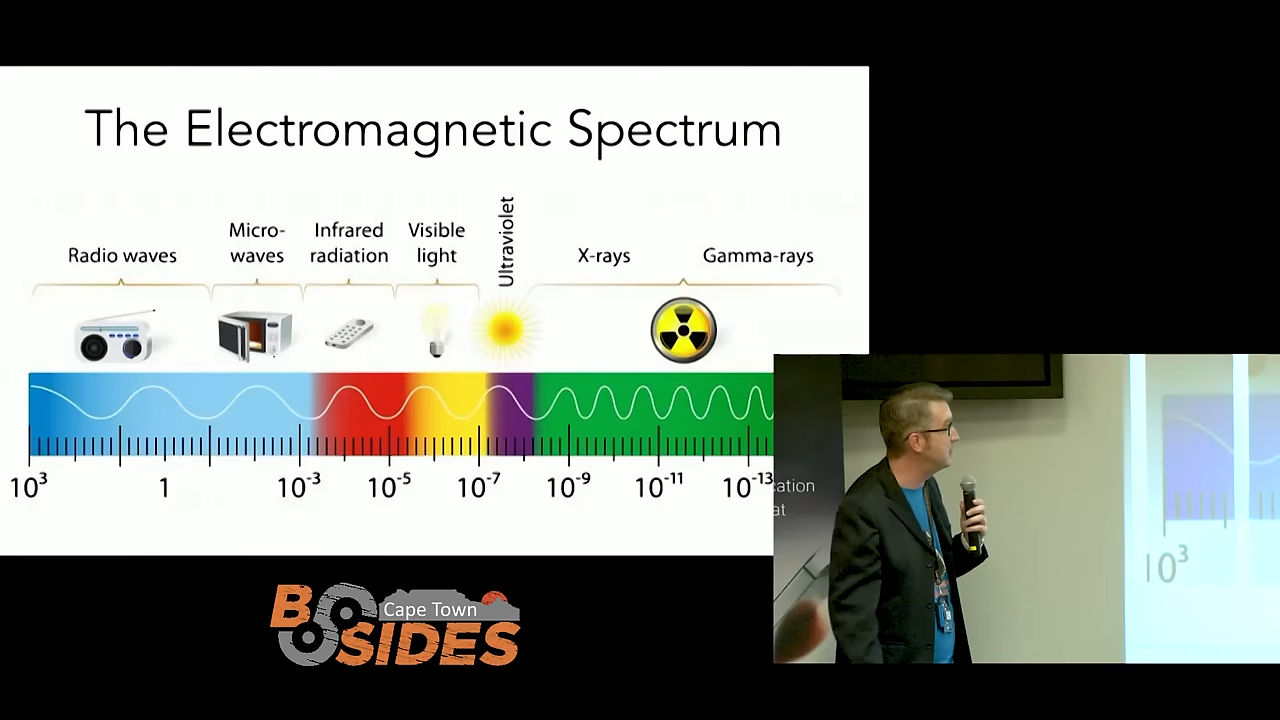 The Electromagnetic Spectrum
Radio waves
Micro-
waves
Infrared
radiation
Visible
light
Ultraviolet
X-rays
Gamma-rays
10³
1
10⁻³
10⁻⁵
10⁻⁷
10⁻⁹
10⁻¹¹
10⁻¹³
at
10³
BSIDES
Cape Town